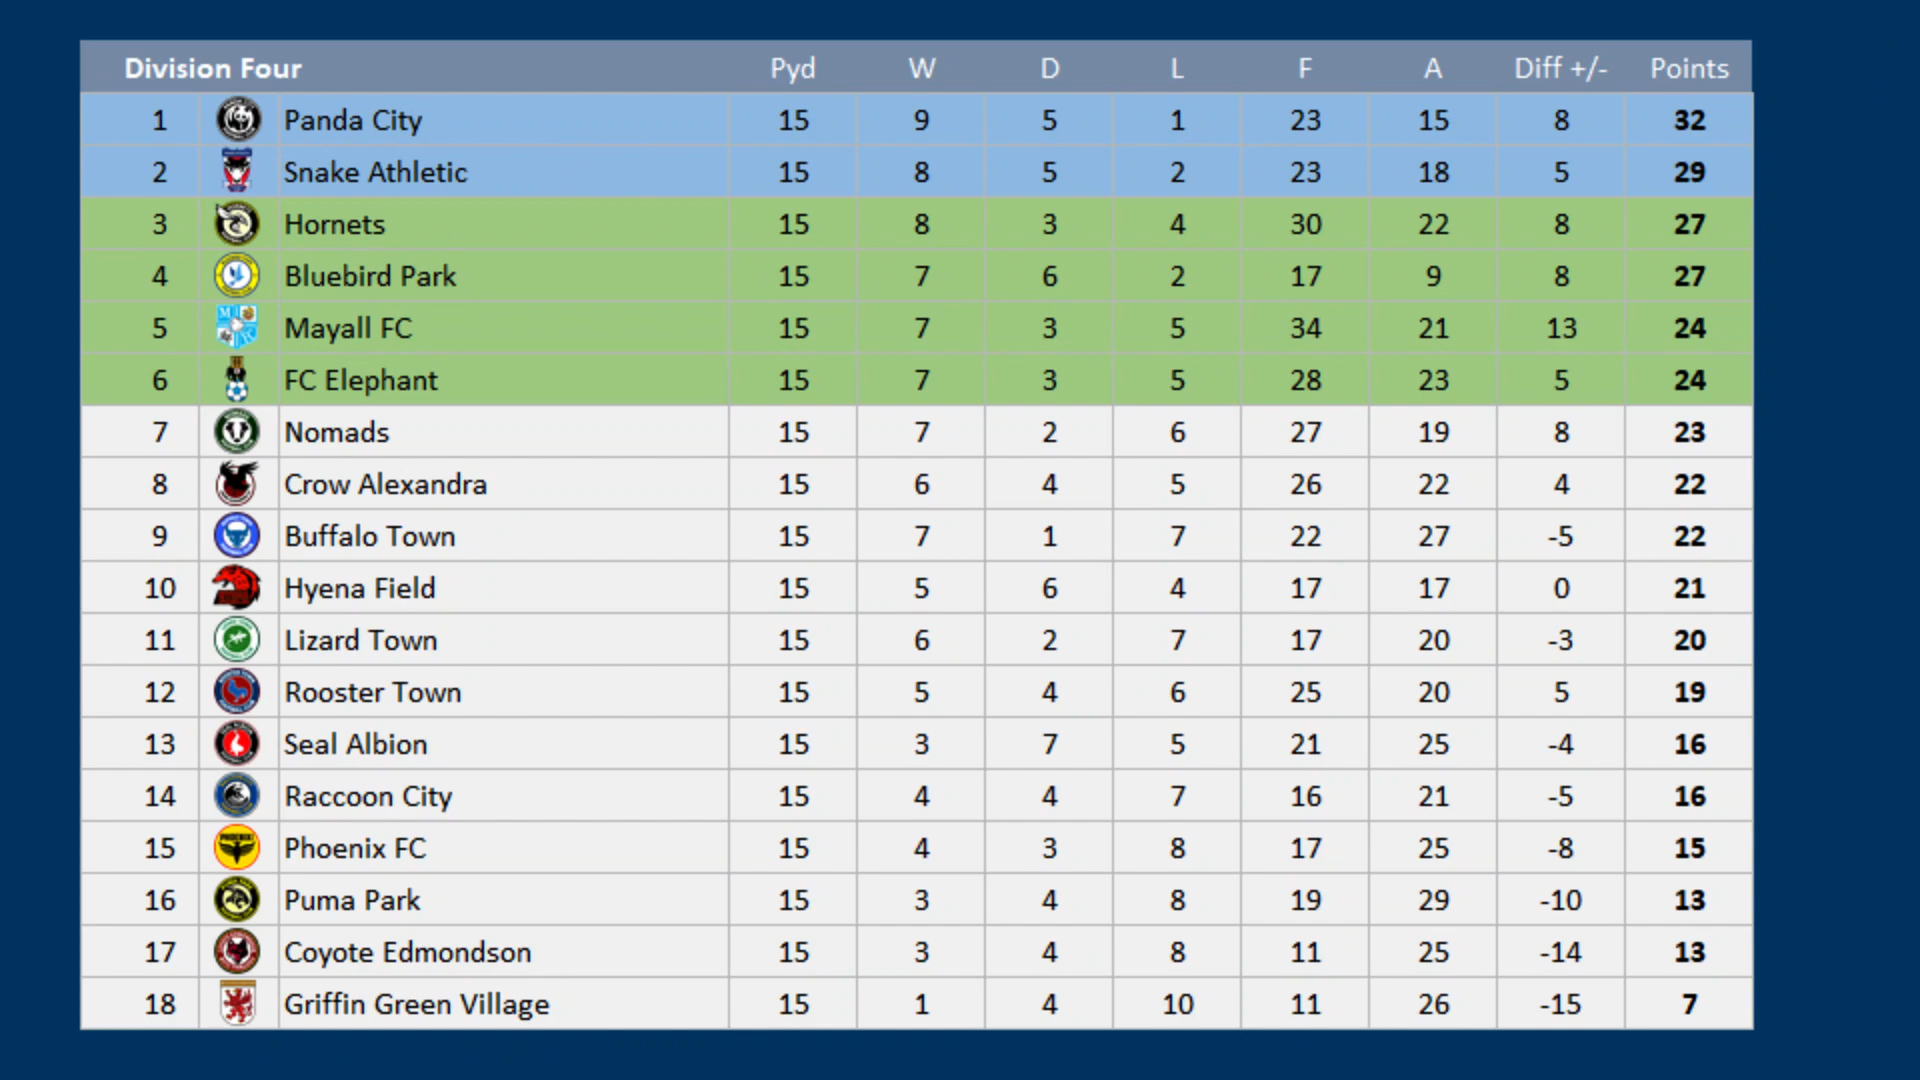 Division Four Pyd W D L F A Diff +/- Points
1 Panda City 15 9 5 1 23 15 8 32
2 Snake Athletic 15 8 5 2 23 18 5 29
3 Hornets 15 8 3 4 30 22 8 27
4 Bluebird Park 15 7 6 2 17 9 8 27
5 Mayall FC 15 7 3 5 34 21 13 24
6 FC Elephant 15 7 3 5 28 23 5 24
7 Nomads 15 7 2 6 27 19 8 23
8 Crow Alexandra 15 6 4 5 26 22 4 22
9 Buffalo Town 15 7 1 7 22 27 -5 22
10 Hyena Field 15 5 6 4 17 17 0 21
11 Lizard Town 15 6 2 7 17 20 -3 20
12 Rooster Town 15 5 4 6 25 20 5 19
13 Seal Albion 15 3 7 5 21 25 -4 16
14 Raccoon City 15 4 4 7 16 21 -5 16
15 Phoenix FC 15 4 3 8 17 25 -8 15
16 Puma Park 15 3 4 8 19 29 -10 13
17 Coyote Edmondson 15 3 4 8 11 25 -14 13
18 Griffin Green Village 15 1 4 10 11 26 -15 7